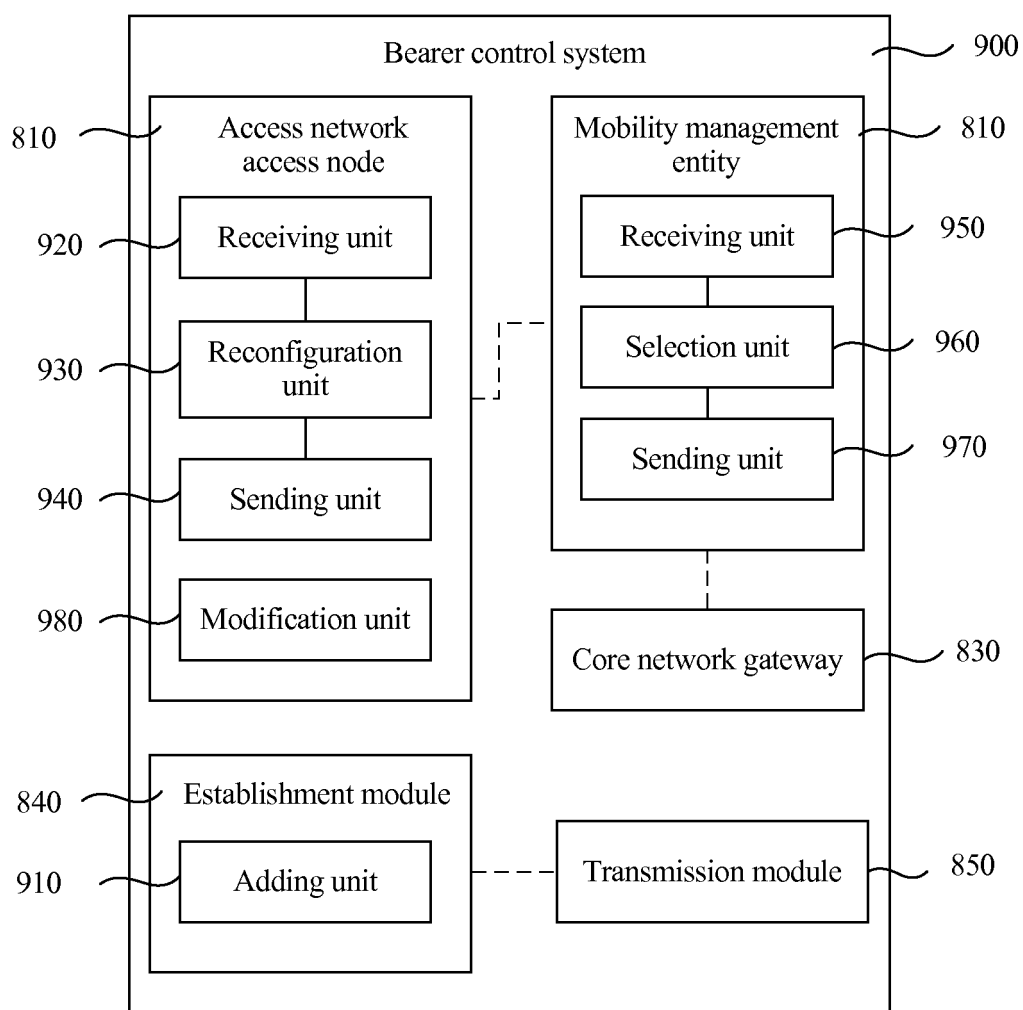 Bearer control system
900
810
Access network
access node
920
Receiving unit
930
Reconfiguration
unit
940
Sending unit
980
Modification unit
Mobility management
entity
810
Receiving unit
950
Selection unit
960
Sending unit
970
Core network gateway
830
840
Establishment module
910
Adding unit
Transmission module
850